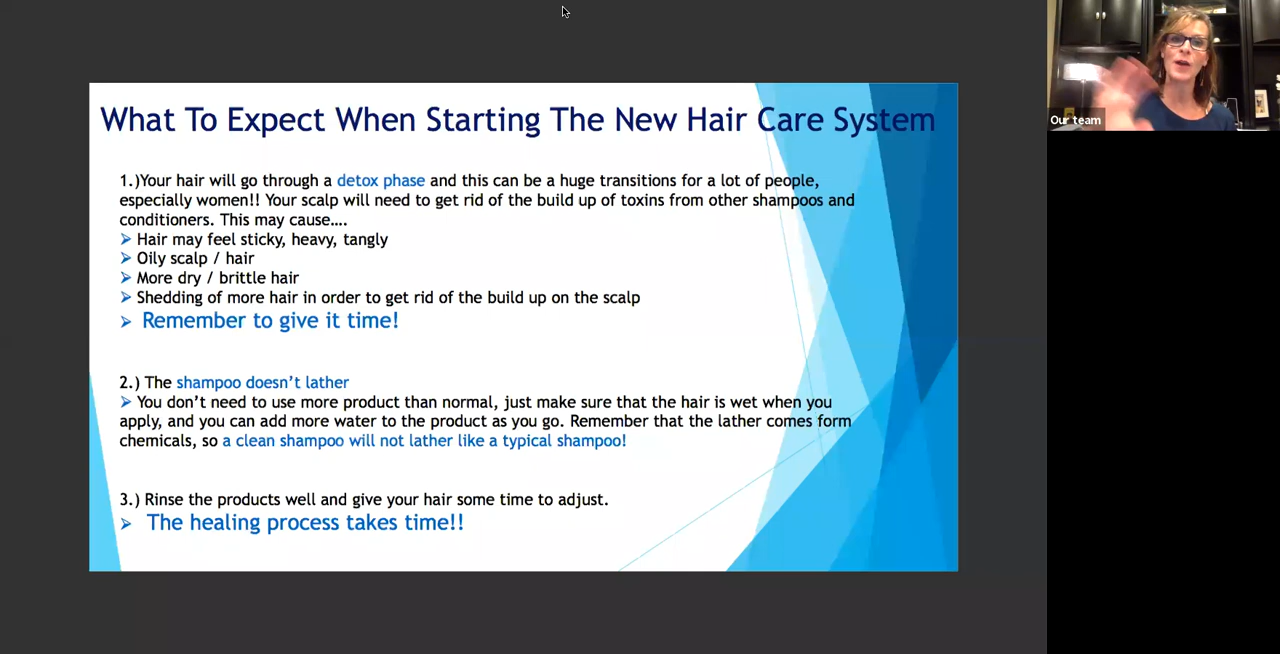 What To Expect When Starting The New Hair Care System
1.)Your hair will go through a detox phase and this can be a huge transitions for a lot of people,
especially women!! Your scalp will need to get rid of the build up of toxins from other shampoos and
conditioners. This may cause....
➢ Hair may feel sticky, heavy, tangly
➢ Oily scalp / hair
➢ More dry / brittle hair
➢ Shedding of more hair in order to get rid of the build up on the scalp
➢ Remember to give it time!
2.) The shampoo doesn't lather
➢ You don't need to use more product than normal, just make sure that the hair is wet when you
apply, and you can add more water to the product as you go. Remember that the lather comes form
chemicals, so a clean shampoo will not lather like a typical shampoo!
3.) Rinse the products well and give your hair some time to adjust.
➢ The healing process takes time!!
Our team